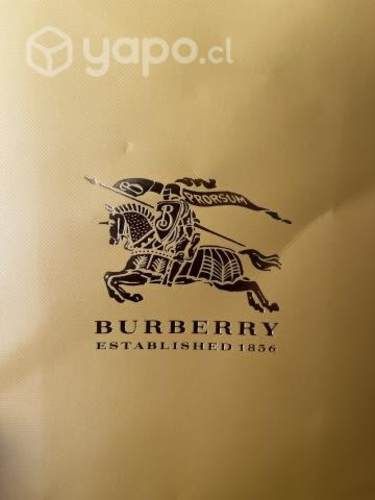 yapo.cl
PRORSUM
B
BURBERRY
ESTABLISHED 1856